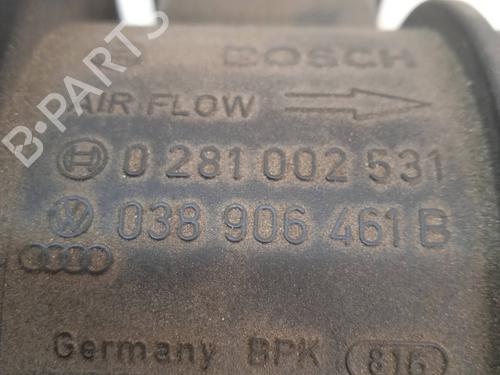 BOSCH
AIR FLOW
0 281 002 531
038 906 461 B
Germany BPK 816
B-PARTS